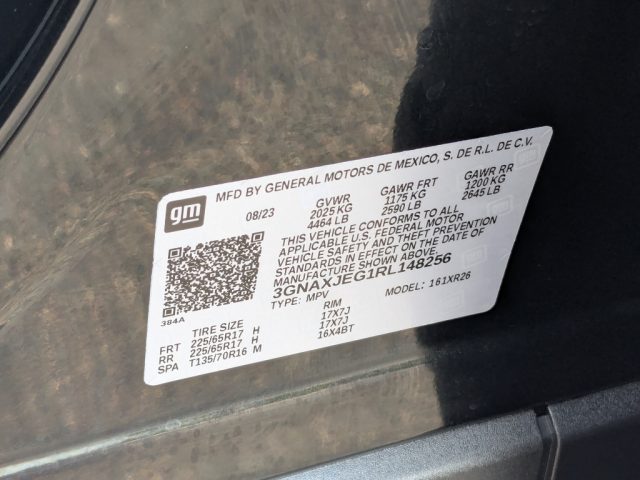 gm
MFD BY GENERAL MOTORS DE MEXICO, S. DE R.L. DE C.V.
08/23 GVWR GAWR FRT GAWR RR
2025 KG 1175 KG 1200 KG
4464 LB 2590 LB 2645 LB
THIS VEHICLE CONFORMS TO ALL
APPLICABLE U.S. FEDERAL MOTOR
VEHICLE SAFETY AND THEFT PREVENTION
STANDARDS IN EFFECT ON THE DATE OF
MANUFACTURE SHOWN ABOVE.
3GNAXJEG1RL148256
TYPE: MPV MODEL: 161XR26
384A
TIRE SIZE RIM
FRT 225/65R17 H 17X7J
RR 225/65R17 H 17X7J
SPA T135/70R16 M 16X4BT